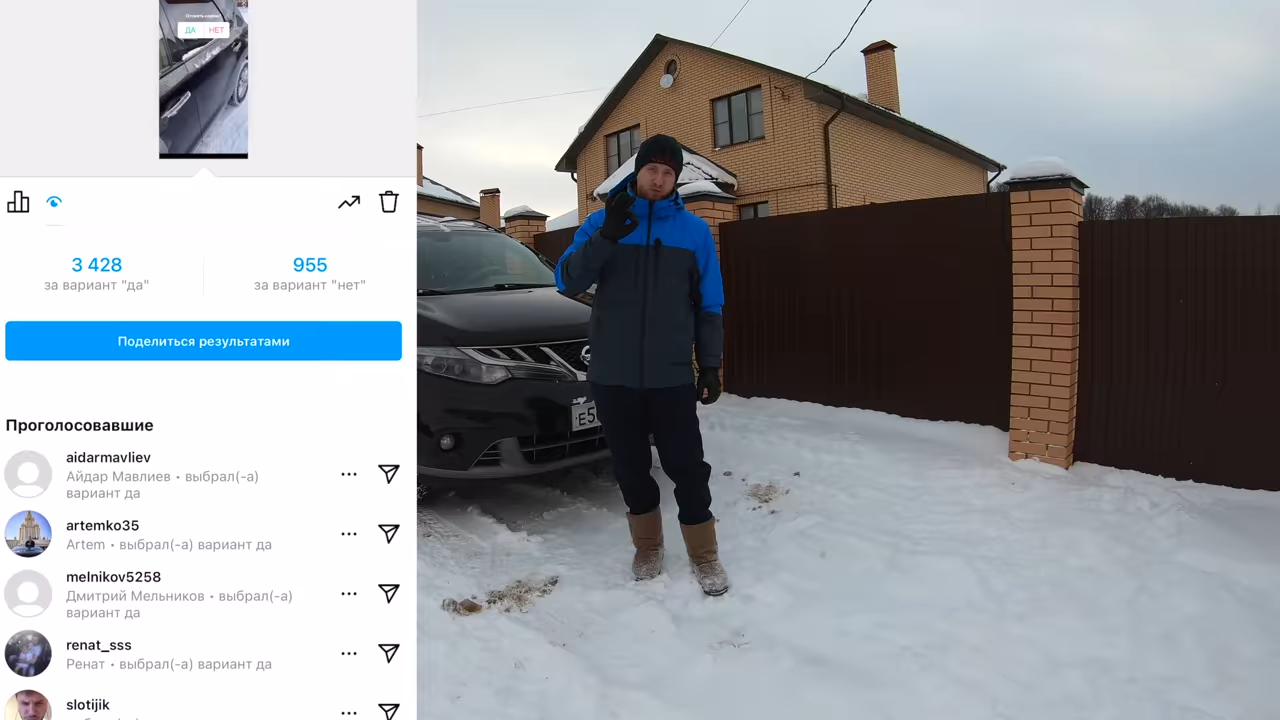 ДА
НЕТ
3 428
955
за вариант "да"
за вариант "нет"
Поделиться результатами
Проголосовавшие
aidarmavliev
Айдар Мавлиев • выбрал(-а)
вариант да
artemko35
Artem • выбрал(-а) вариант да
melnikov5258
Дмитрий Мельников • выбрал(-а)
вариант да
renat_sss
Ренат • выбрал(-а) вариант да
slotijik
Е5